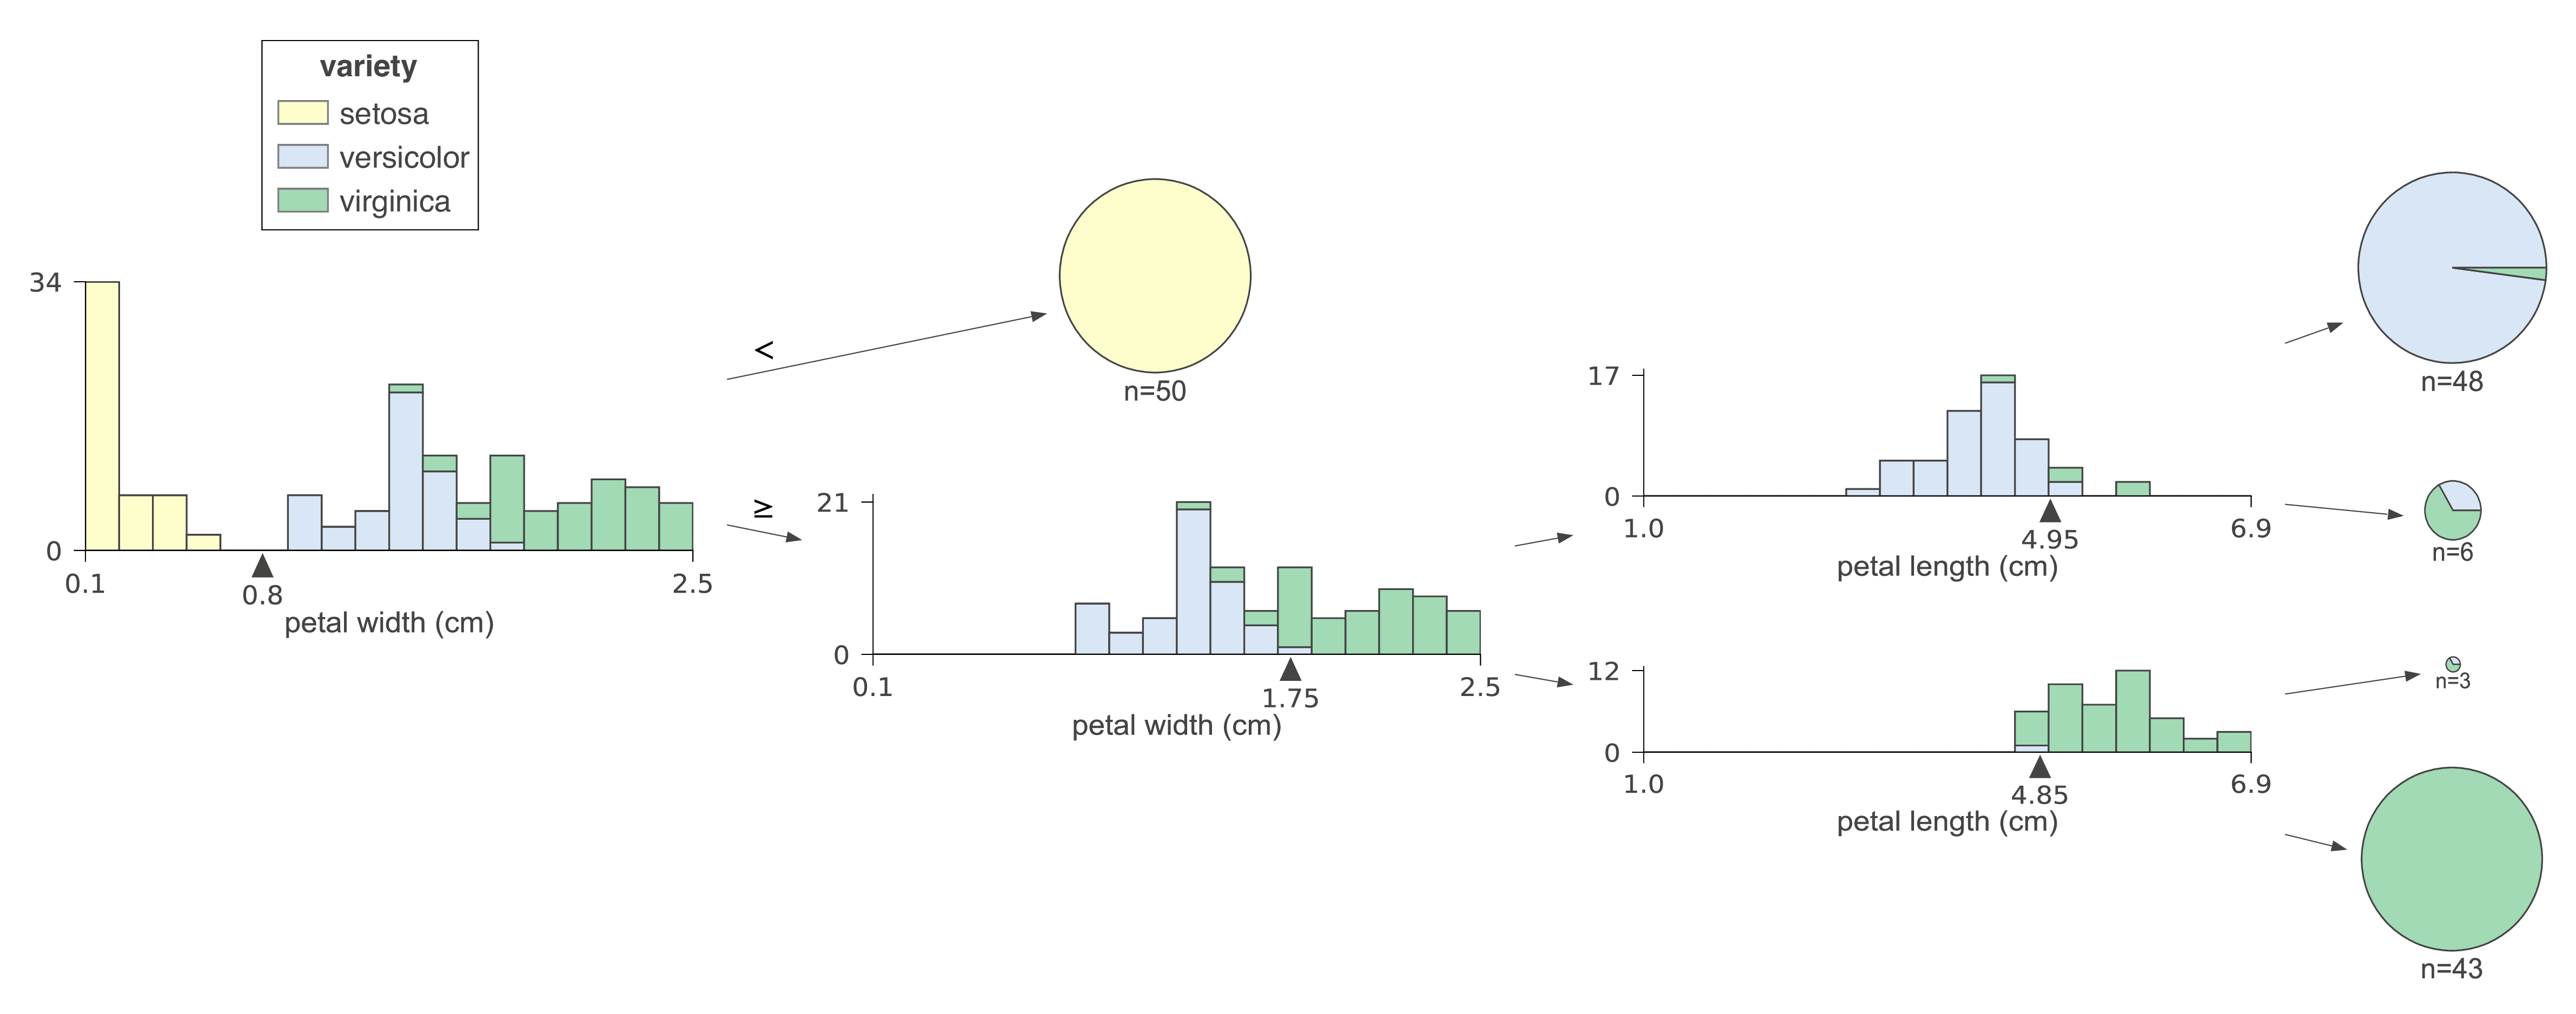 variety
setosa
versicolor
virginica
34
0
0.1
0.8
2.5
petal width (cm)
<
≥
n=50
21
0
0.1
1.75
2.5
petal width (cm)
17
0
1.0
4.95
6.9
petal length (cm)
12
0
1.0
4.85
6.9
petal length (cm)
n=48
n=6
n=3
n=43